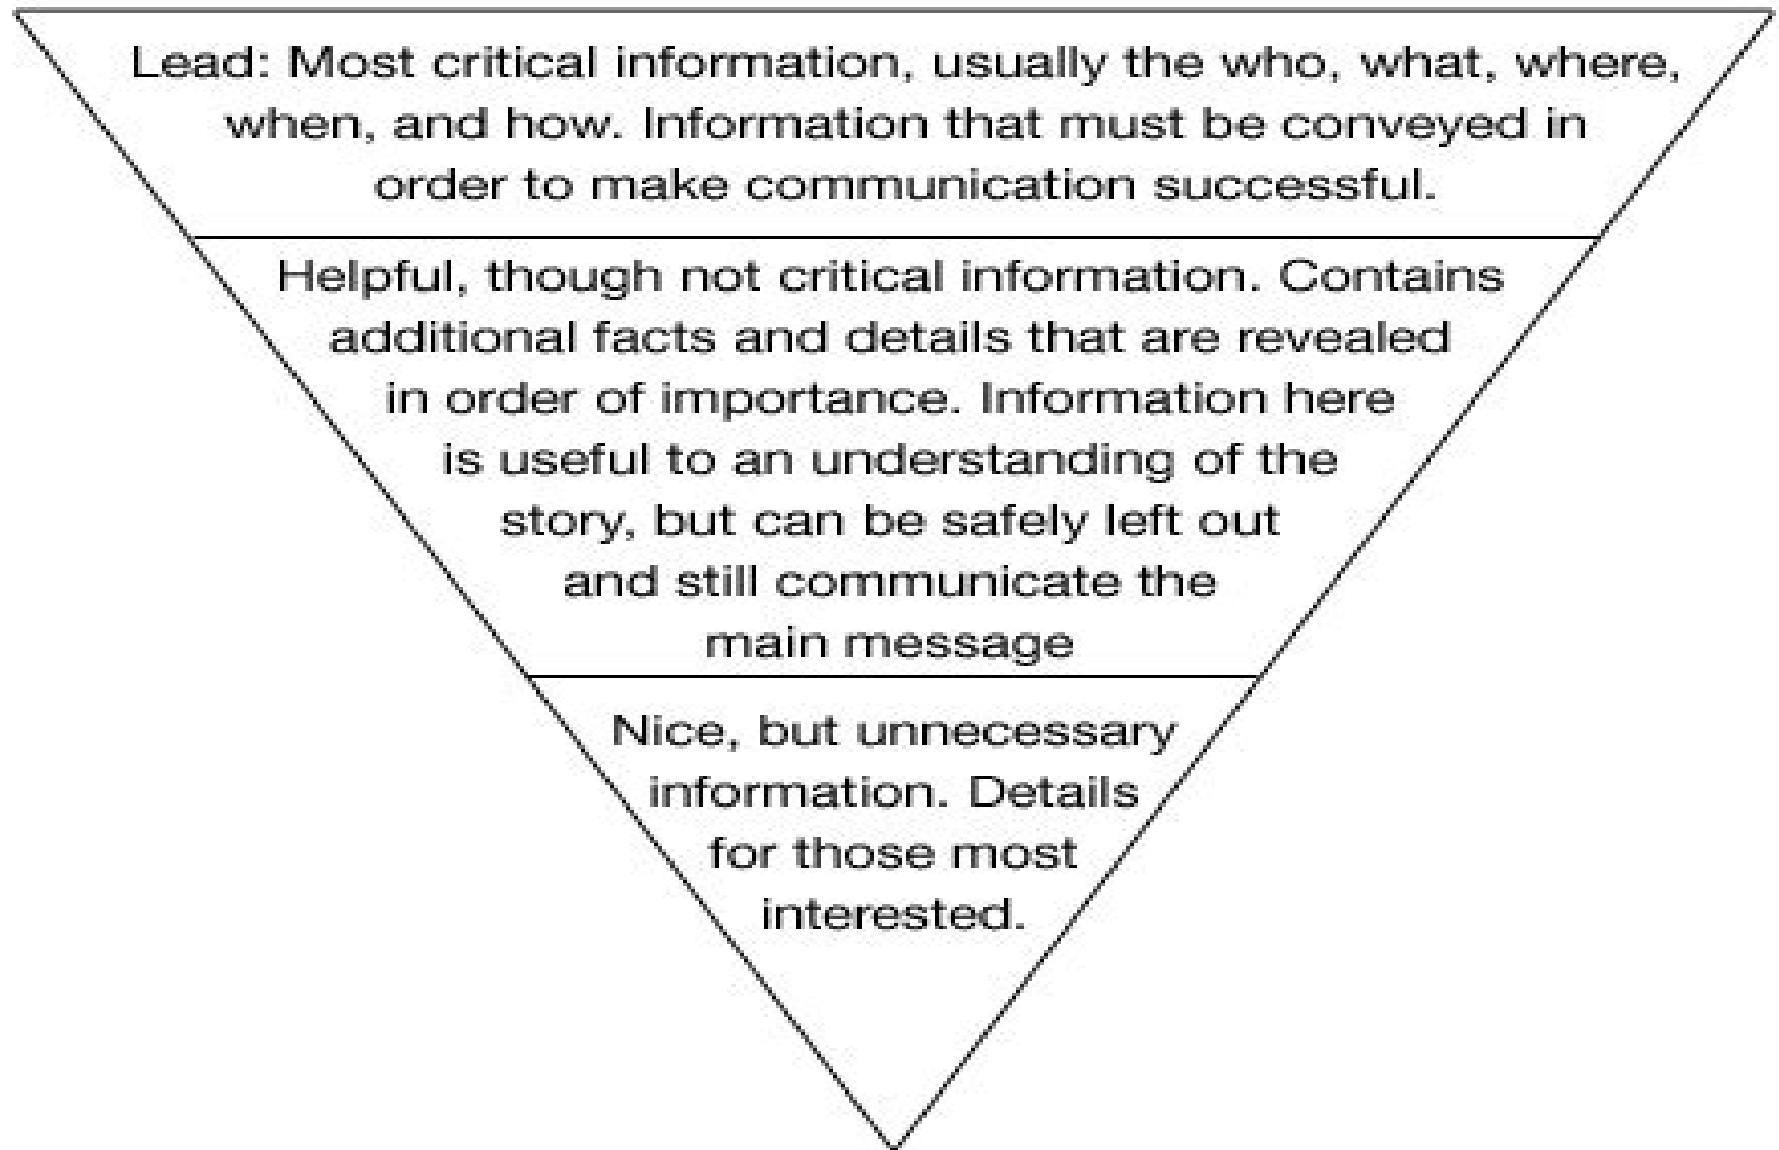 Lead: Most critical information, usually the who, what, where,
when, and how. Information that must be conveyed in
order to make communication successful.
Helpful, though not critical information. Contains
additional facts and details that are revealed
in order of importance. Information here
is useful to an understanding of the
story, but can be safely left out
and still communicate the
main message
Nice, but unnecessary
information. Details
for those most
interested.